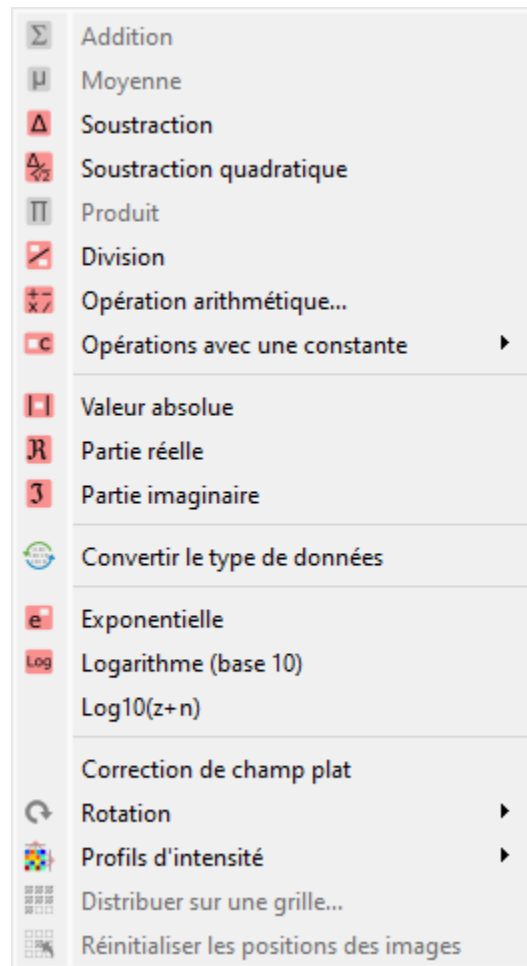 Σ Addition
μ Moyenne
Δ Soustraction
Δ/√2 Soustraction quadratique
Π Produit
Division
+ - x / Opération arithmétique...
C Opérations avec une constante
|-| Valeur absolue
ℜ Partie réelle
ℑ Partie imaginaire
Convertir le type de données
e Exponentielle
Log Logarithme (base 10)
Log10(z+n)
Correction de champ plat
Rotation
Profils d'intensité
Distribuer sur une grille...
Réinitialiser les positions des images